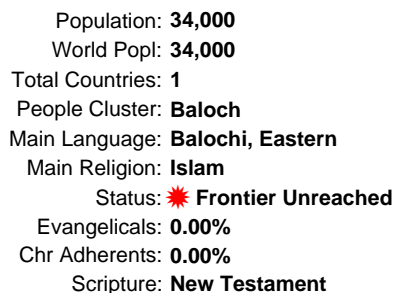 Population: 34,000
World Popl: 34,000
Total Countries: 1
People Cluster: Baloch
Main Language: Balochi, Eastern
Main Religion: Islam
Status: Frontier Unreached
Evangelicals: 0.00%
Chr Adherents: 0.00%
Scripture: New Testament